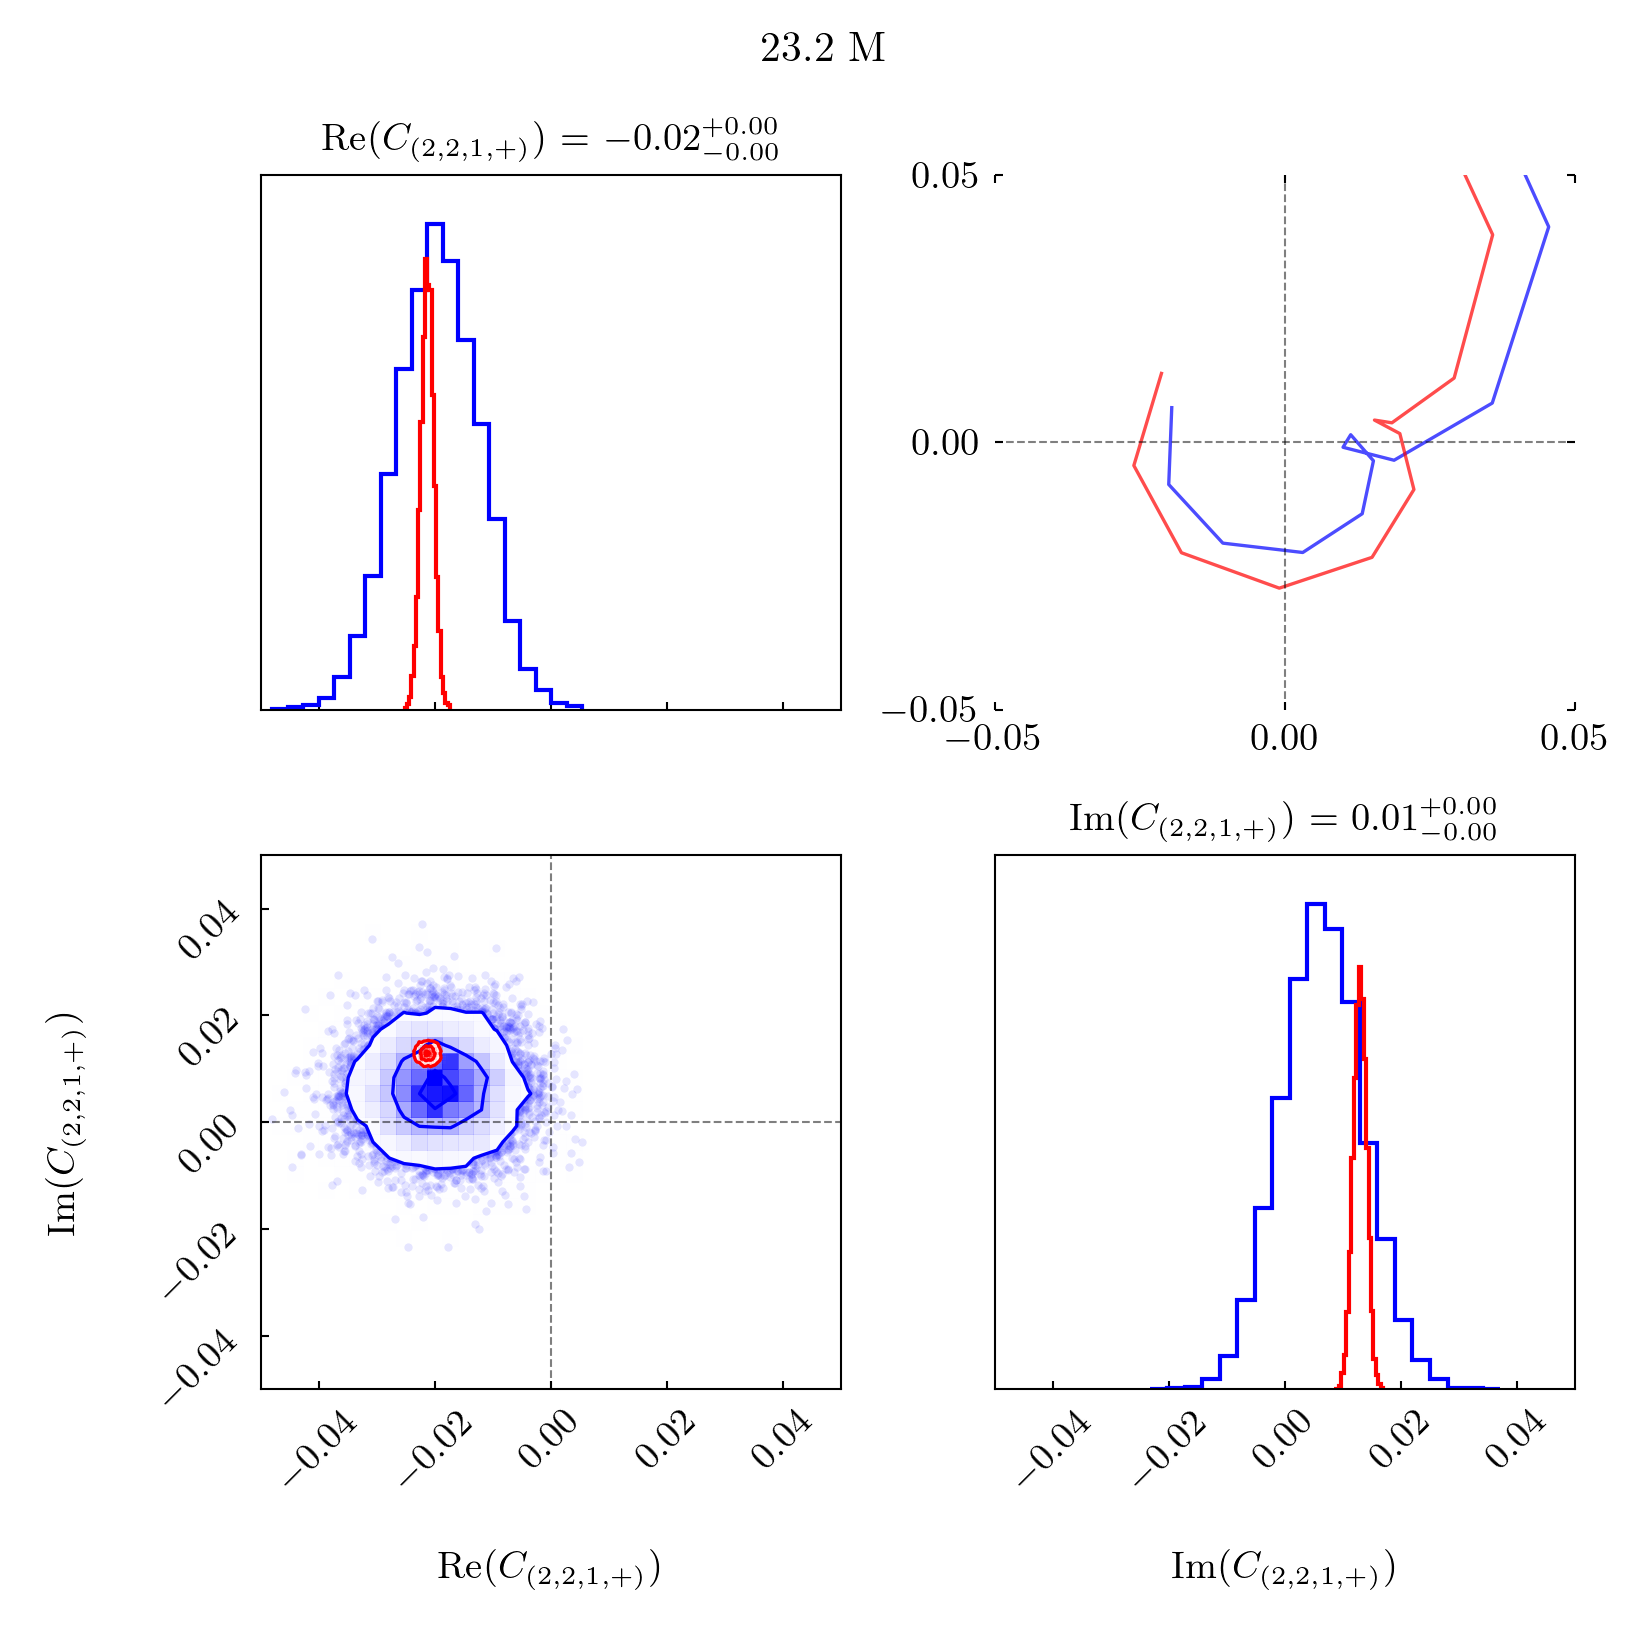 23.2 M
Re(C_{(2,2,1,+)}) = −0.02^{+0.00}_{−0.00}
0.05
0.00
−0.05
−0.05 0.00 0.05
Im(C_{(2,2,1,+)}) = 0.01^{+0.00}_{−0.00}
Im(C_{(2,2,1,+)})
0.04
0.02
0.00
−0.02
−0.04
−0.04 −0.02 0.00 0.02 0.04
Re(C_{(2,2,1,+)})
−0.04 −0.02 0.00 0.02 0.04
Im(C_{(2,2,1,+)})